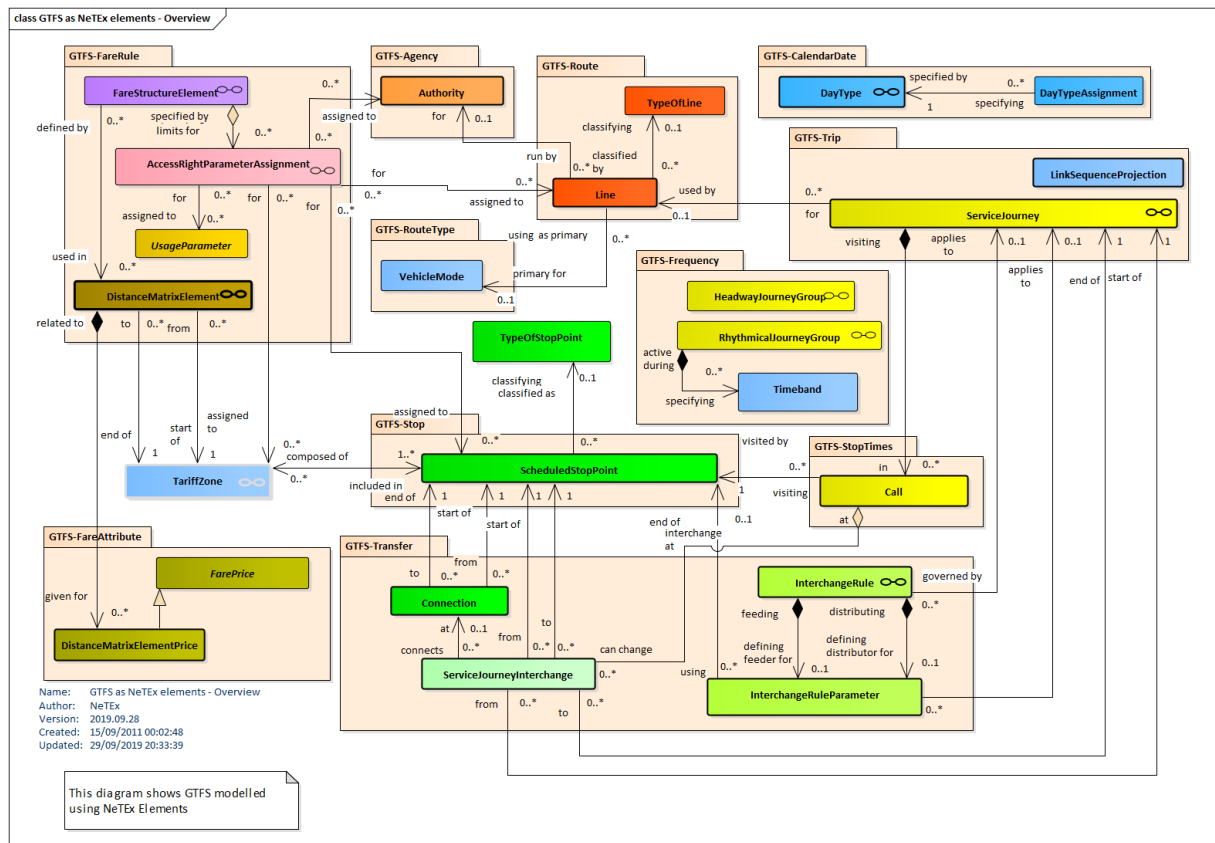 class GTFS as NeTEx elements - Overview
GTFS-FareRule
FareStructureElement
defined by
0..*
specified by
limits for
0..*
0..*
assigned to
0..*
AccessRightParameterAssignment
for
0..*
for
0..*
for
0..*
for
0..*
assigned to
0..*
UsageParameter
used in
0..*
DistanceMatrixElement
related to
to
0..*
from
0..*
end of
1
start
of
1
assigned
to
0..*
composed of
0..*
TariffZone
GTFS-Agency
Authority
for
0..1
GTFS-Route
TypeOfLine
classifying
0..1
classified
by
0..*
run by
0..*
0..*
assigned to
Line
used by
0..1
using as primary
0..*
GTFS-RouteType
VehicleMode
primary for
0..1
GTFS-CalendarDate
DayType
specified by
0..*
1
specifying
DayTypeAssignment
GTFS-Trip
LinkSequenceProjection
0..*
for
ServiceJourney
visiting
applies
to
1
0..1
0..1
1
1
applies
to
end of
start of
GTFS-Frequency
HeadwayJourneyGroup
RhythmicalJourneyGroup
active
during
0..*
specifying
Timeband
TypeOfStopPoint
classifying
0..1
classified as
assigned to
GTFS-Stop
0..*
0..*
1..*
ScheduledStopPoint
included in
visited by
0..*
1
visiting
GTFS-StopTimes
in
0..*
Call
at
end of
1
start of
1
1
1
start of
end of
0..1
interchange
at
GTFS-Transfer
to
0..*
from
0..*
Connection
at
0..1
connects
0..*
from
0..*
to
0..*
can change
0..*
ServiceJourneyInterchange
from
0..*
0..*
to
InterchangeRule
governed by
0..*
feeding
distributing
defining
feeder for
0..1
defining
distributor for
0..1
using
0..*
InterchangeRuleParameter
0..*
GTFS-FareAttribute
FarePrice
given for
0..*
DistanceMatrixElementPrice
Name: GTFS as NeTEx elements - Overview
Author: NeTEx
Version: 2019.09.28
Created: 15/09/2011 00:02:48
Updated: 29/09/2019 20:33:39
This diagram shows GTFS modelled
using NeTEx Elements